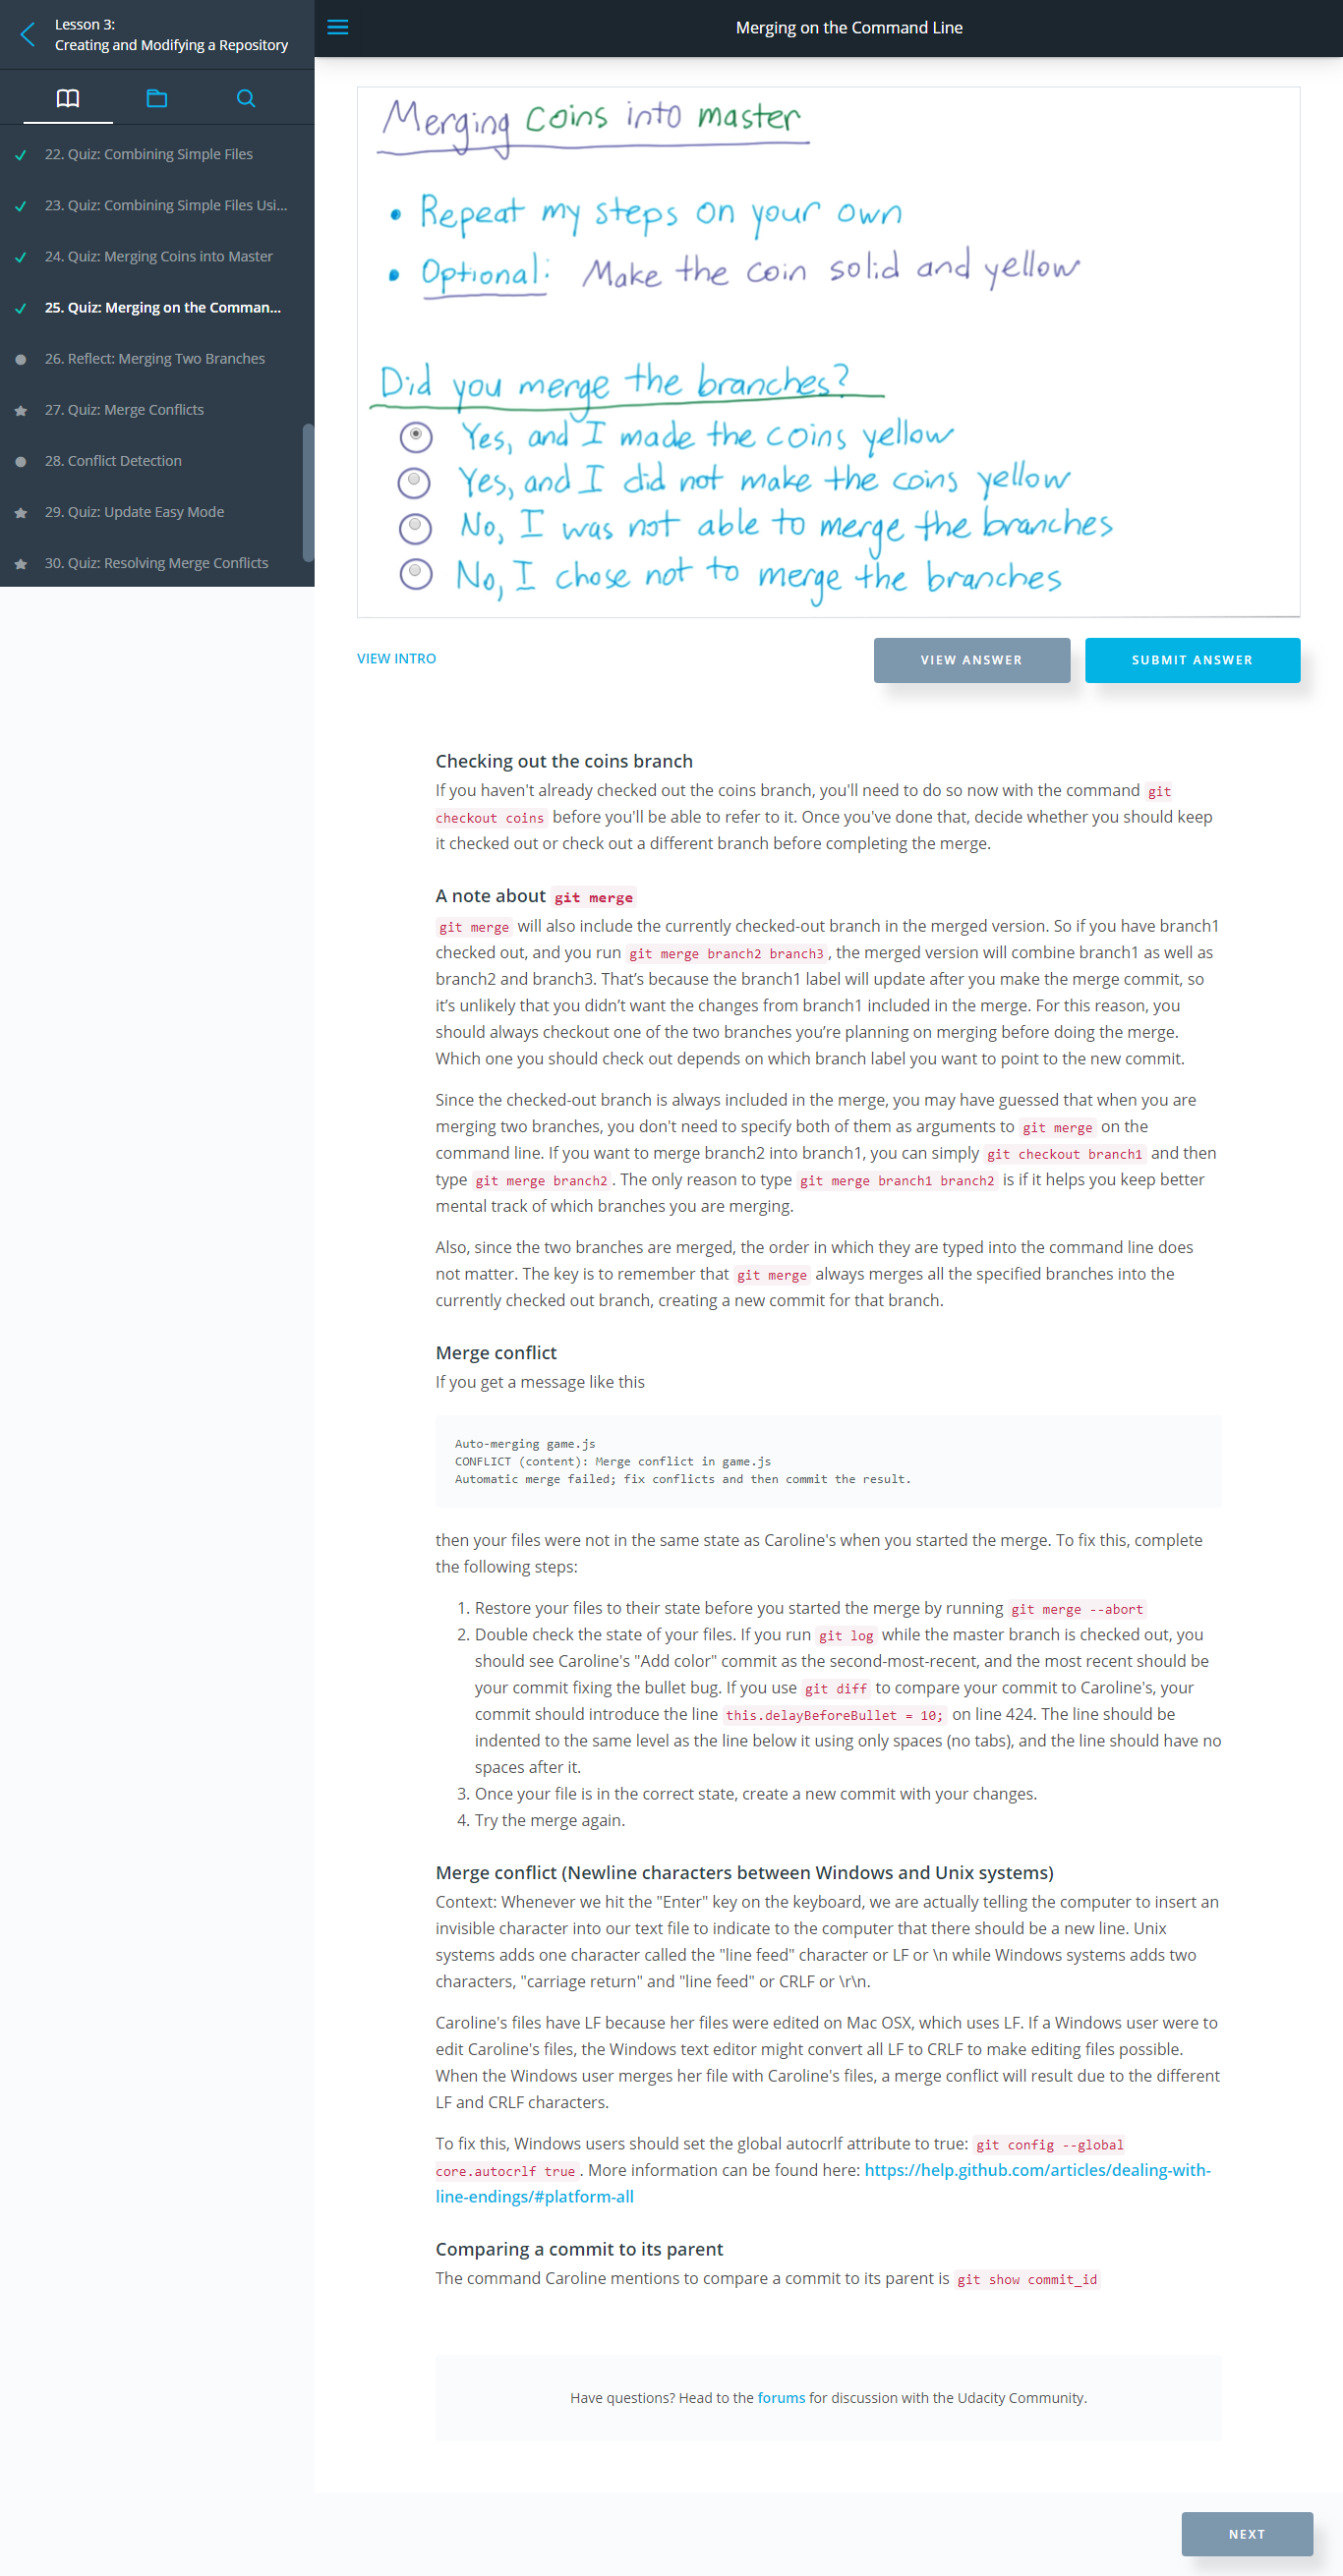 Lesson 3:
Creating and Modifying a Repository
22. Quiz: Combining Simple Files
23. Quiz: Combining Simple Files Usi...
24. Quiz: Merging Coins into Master
25. Quiz: Merging on the Comman...
26. Reflect: Merging Two Branches
27. Quiz: Merge Conflicts
28. Conflict Detection
29. Quiz: Update Easy Mode
30. Quiz: Resolving Merge Conflicts
Merging on the Command Line
Merging coins into master
• Repeat my steps on your own
• Optional: Make the coin solid and yellow
Did you merge the branches?
Yes, and I made the coins yellow
Yes, and I did not make the coins yellow
No, I was not able to merge the branches
No, I chose not to merge the branches
VIEW INTRO
VIEW ANSWER
SUBMIT ANSWER
Checking out the coins branch
If you haven't already checked out the coins branch, you'll need to do so now with the command git
checkout coins before you'll be able to refer to it. Once you've done that, decide whether you should keep
it checked out or check out a different branch before completing the merge.
A note about git merge
git merge will also include the currently checked-out branch in the merged version. So if you have branch1
checked out, and you run git merge branch2 branch3, the merged version will combine branch1 as well as
branch2 and branch3. That’s because the branch1 label will update after you make the merge commit, so
it’s unlikely that you didn’t want the changes from branch1 included in the merge. For this reason, you
should always checkout one of the two branches you’re planning on merging before doing the merge.
Which one you should check out depends on which branch label you want to point to the new commit.
Since the checked-out branch is always included in the merge, you may have guessed that when you are
merging two branches, you don't need to specify both of them as arguments to git merge on the
command line. If you want to merge branch2 into branch1, you can simply git checkout branch1 and then
type git merge branch2. The only reason to type git merge branch1 branch2 is if it helps you keep better
mental track of which branches you are merging.
Also, since the two branches are merged, the order in which they are typed into the command line does
not matter. The key is to remember that git merge always merges all the specified branches into the
currently checked out branch, creating a new commit for that branch.
Merge conflict
If you get a message like this
Auto-merging game.js
CONFLICT (content): Merge conflict in game.js
Automatic merge failed; fix conflicts and then commit the result.
then your files were not in the same state as Caroline's when you started the merge. To fix this, complete
the following steps:
1. Restore your files to their state before you started the merge by running git merge --abort
2. Double check the state of your files. If you run git log while the master branch is checked out, you
should see Caroline's "Add color" commit as the second-most-recent, and the most recent should be
your commit fixing the bullet bug. If you use git diff to compare your commit to Caroline's, your
commit should introduce the line this.delayBeforeBullet = 10; on line 424. The line should be
indented to the same level as the line below it using only spaces (no tabs), and the line should have no
spaces after it.
3. Once your file is in the correct state, create a new commit with your changes.
4. Try the merge again.
Merge conflict (Newline characters between Windows and Unix systems)
Context: Whenever we hit the "Enter" key on the keyboard, we are actually telling the computer to insert an
invisible character into our text file to indicate to the computer that there should be a new line. Unix
systems adds one character called the "line feed" character or LF or \n while Windows systems adds two
characters, "carriage return" and "line feed" or CRLF or \r\n.
Caroline's files have LF because her files were edited on Mac OSX, which uses LF. If a Windows user were to
edit Caroline's files, the Windows text editor might convert all LF to CRLF to make editing files possible.
When the Windows user merges her file with Caroline's files, a merge conflict will result due to the different
LF and CRLF characters.
To fix this, Windows users should set the global autocrlf attribute to true: git config --global
core.autocrlf true. More information can be found here: https://help.github.com/articles/dealing-with-
line-endings/#platform-all
Comparing a commit to its parent
The command Caroline mentions to compare a commit to its parent is git show commit_id
Have questions? Head to the forums for discussion with the Udacity Community.
NEXT